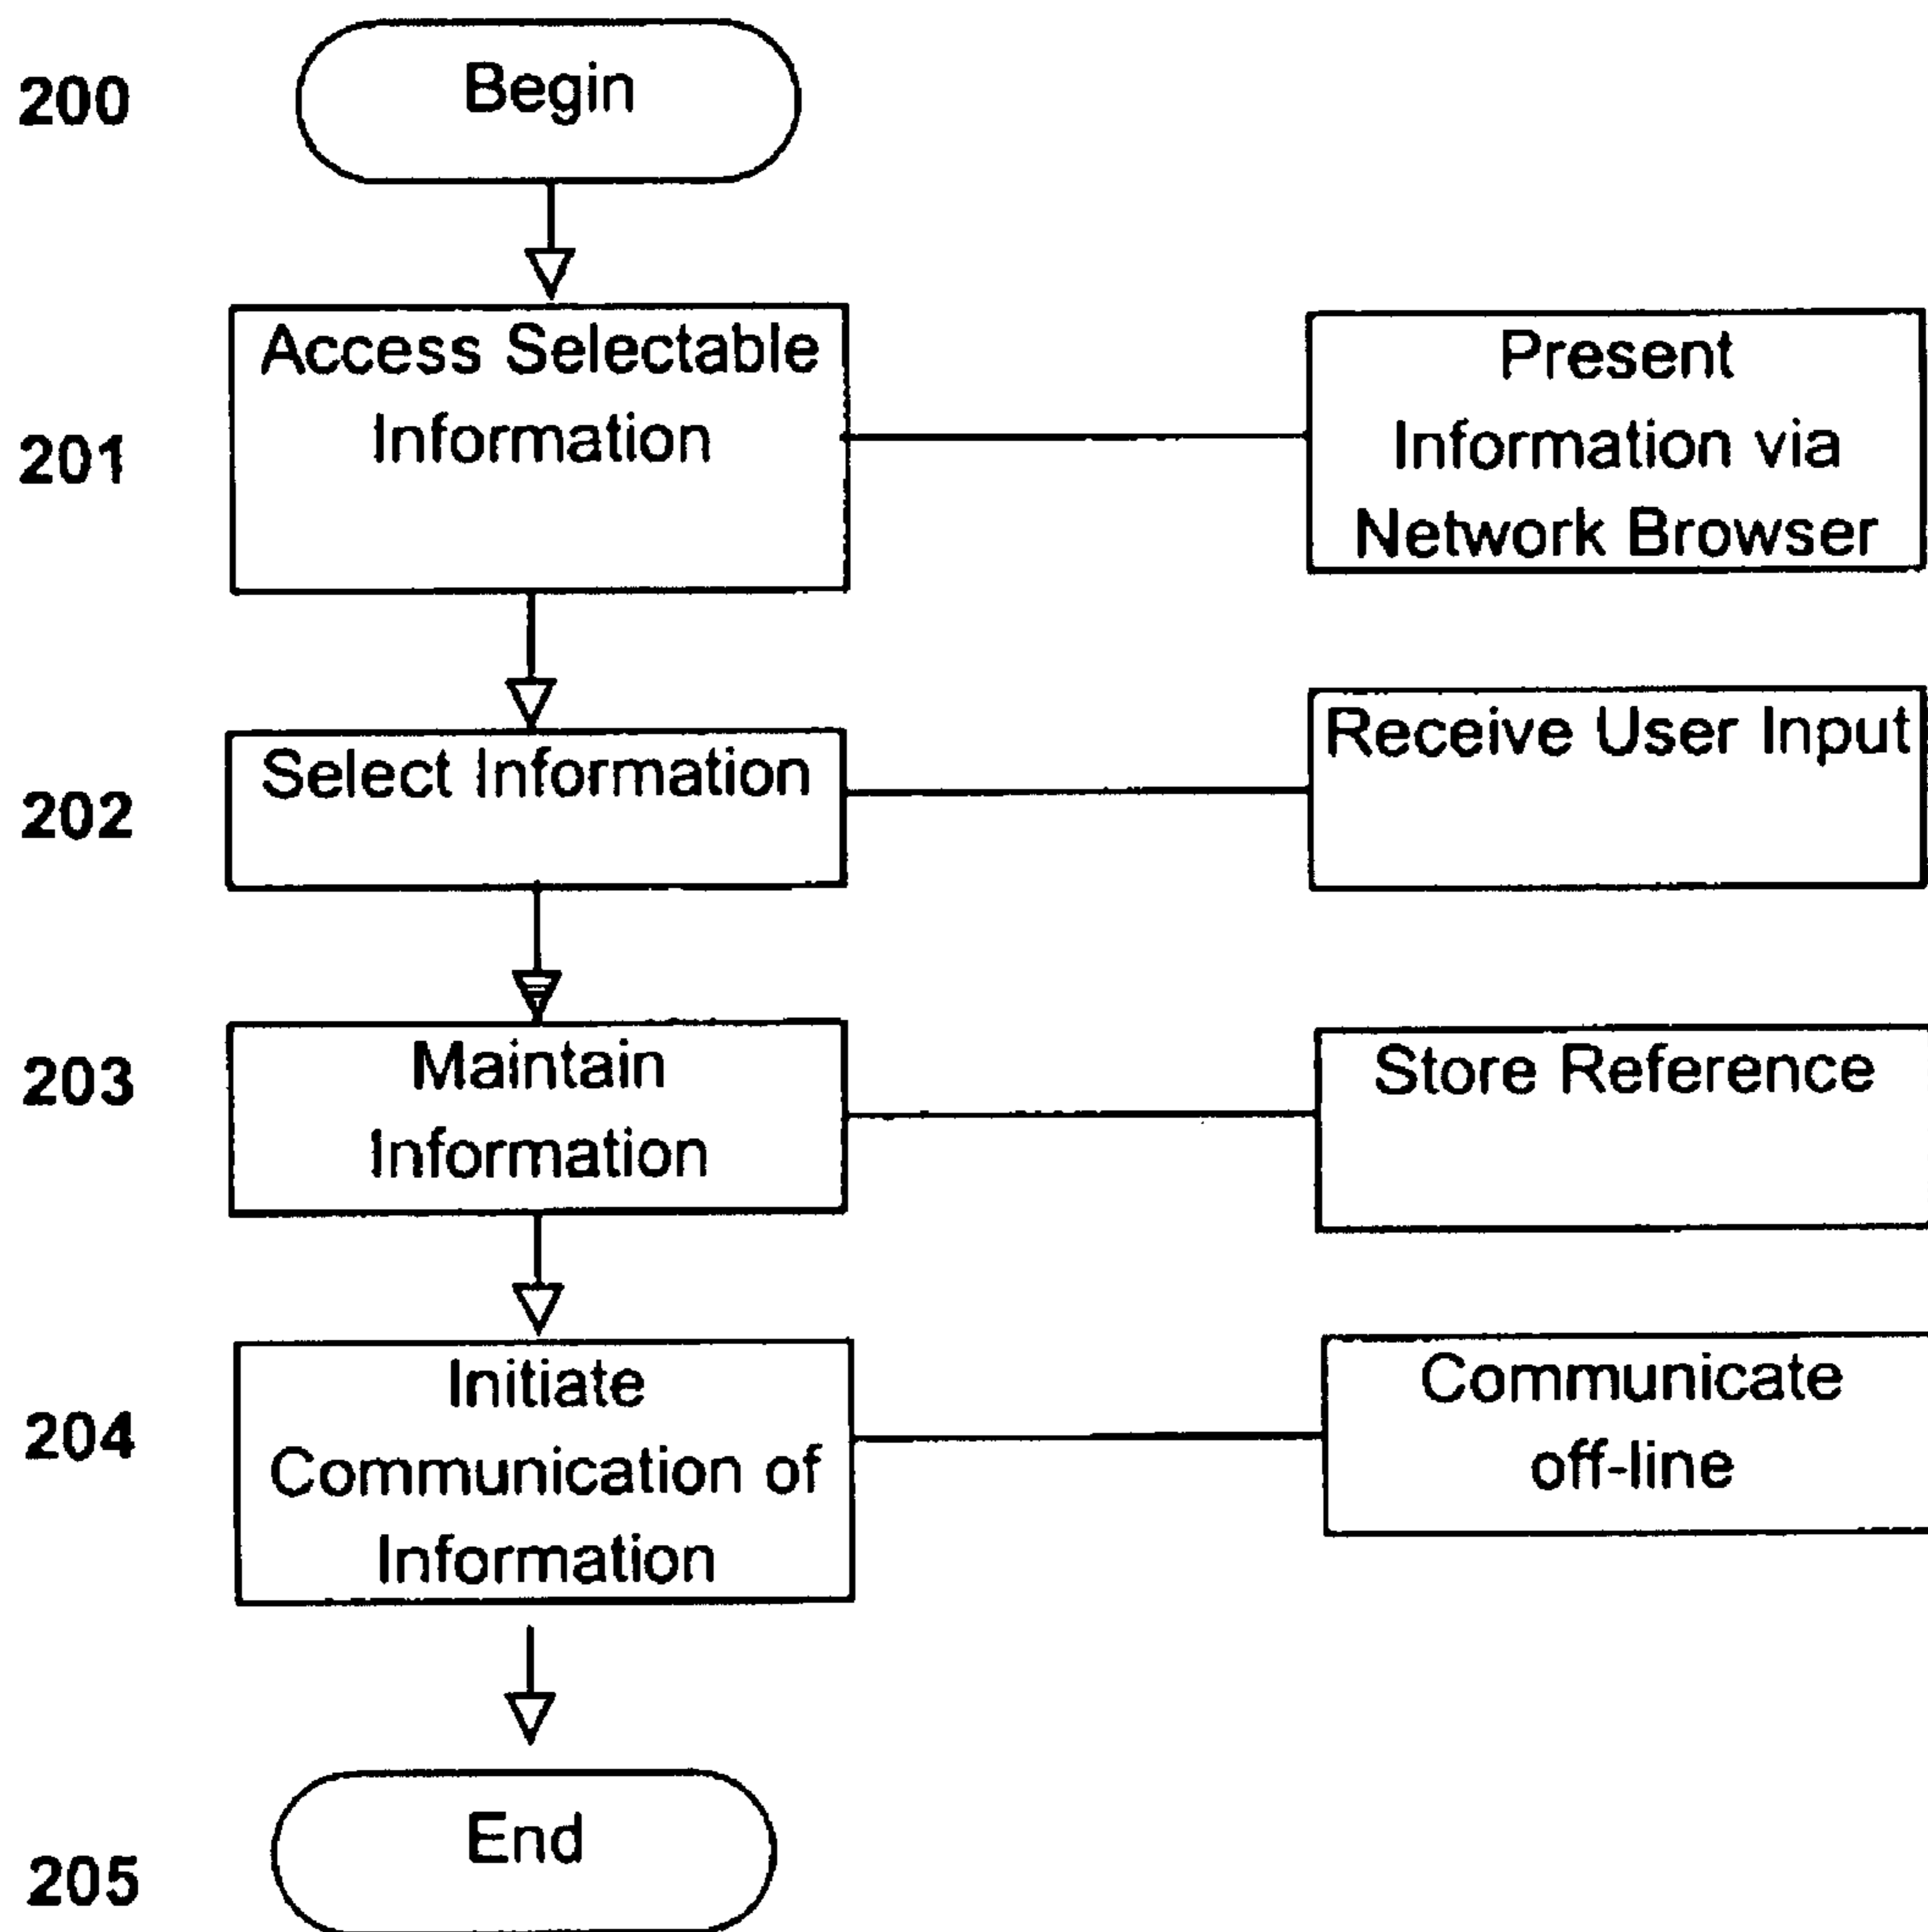 200
Begin
201
Access Selectable
Information
Present
Information via
Network Browser
202
Select Information
Receive User Input
203
Maintain
Information
Store Reference
204
Initiate
Communication of
Information
Communicate
off-line
205
End